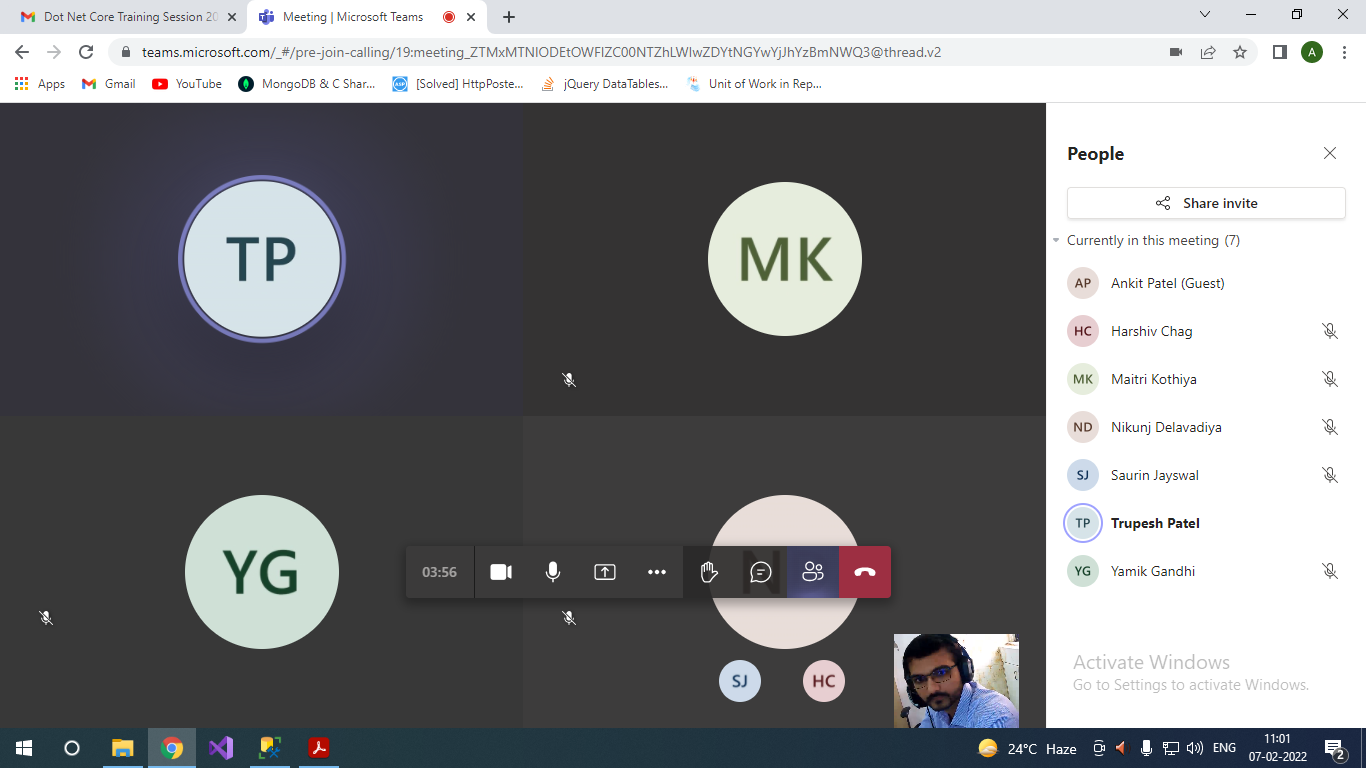 Dot Net Core Training Session 20
Meeting | Microsoft Teams
teams.microsoft.com/_#/pre-join-calling/19:meeting_ZTMxMTNlODEtOWFlZC00NTZhLWIwZDYtNGYwYjJhYzBmNWQ3@thread.v2
A
Apps
Gmail
YouTube
MongoDB & C Shar...
ASP
[Solved] HttpPoste...
jQuery DataTables...
Unit of Work in Rep...
TP
MK
YG
N
SJ
HC
03:56
People
Share invite
Currently in this meeting (7)
AP Ankit Patel (Guest)
HC Harshiv Chag
MK Maitri Kothiya
ND Nikunj Delavadiya
SJ Saurin Jayswal
TP Trupesh Patel
YG Yamik Gandhi
Activate Windows
Go to Settings to activate Windows.
24°C Haze
ENG
11:01
07-02-2022
2